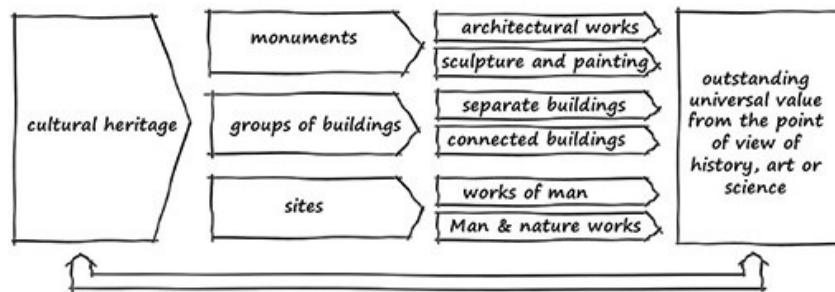 cultural heritage
monuments
groups of buildings
sites
architectural works
sculpture and painting
separate buildings
connected buildings
works of man
Man & nature works
outstanding
universal value
from the point
of view of
history, art or
science